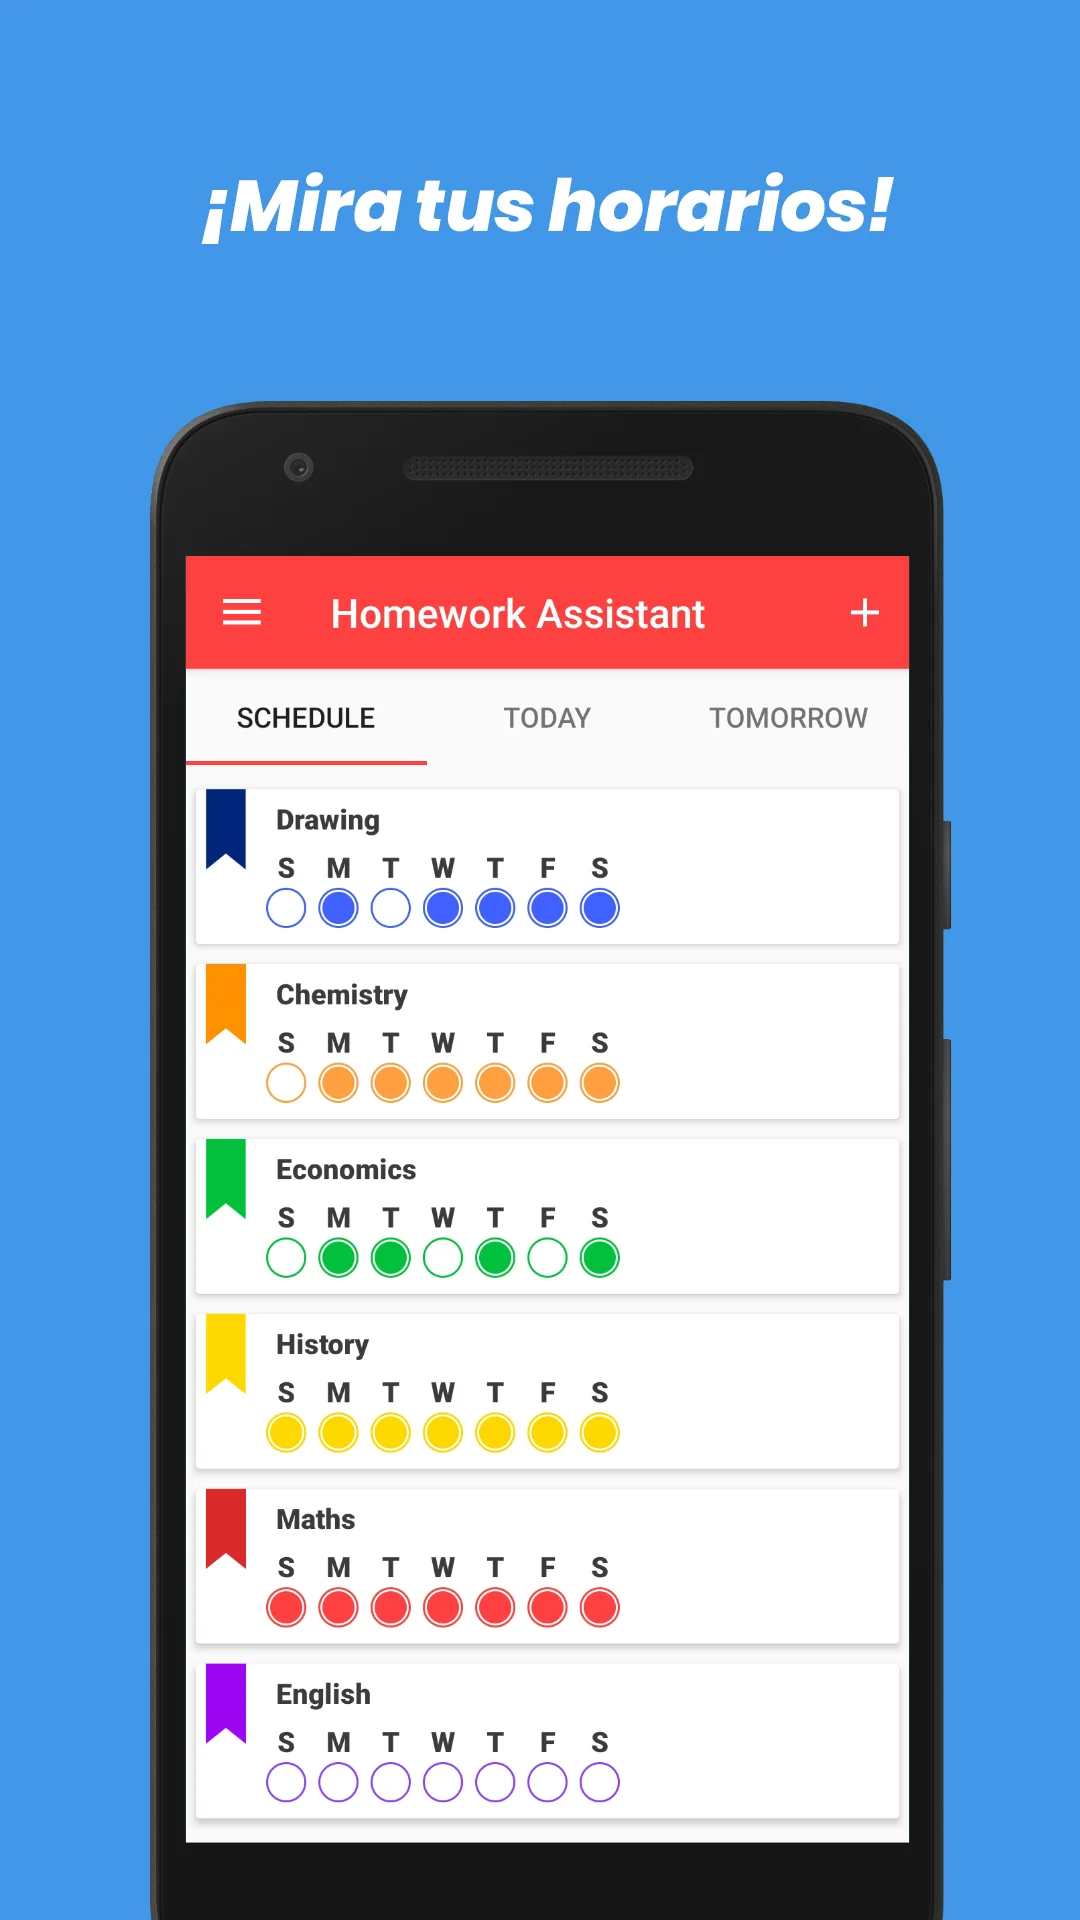 ¡Mira tus horarios!
Homework Assistant +
SCHEDULE TODAY TOMORROW
Drawing
S M T W T F S
Chemistry
S M T W T F S
Economics
S M T W T F S
History
S M T W T F S
Maths
S M T W T F S
English
S M T W T F S